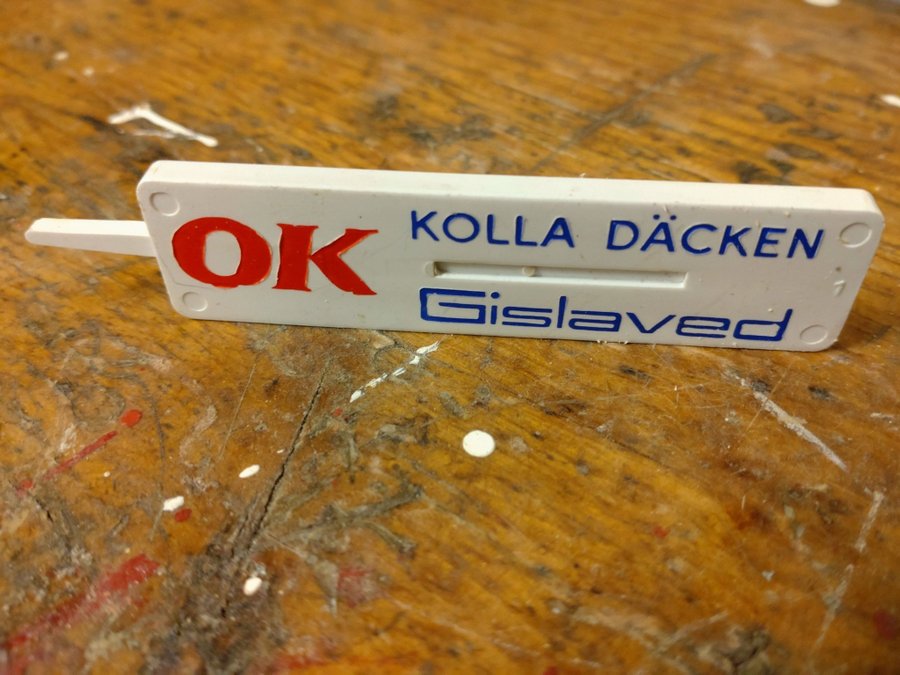 OK
KOLLA DÄCKEN
Gislaved